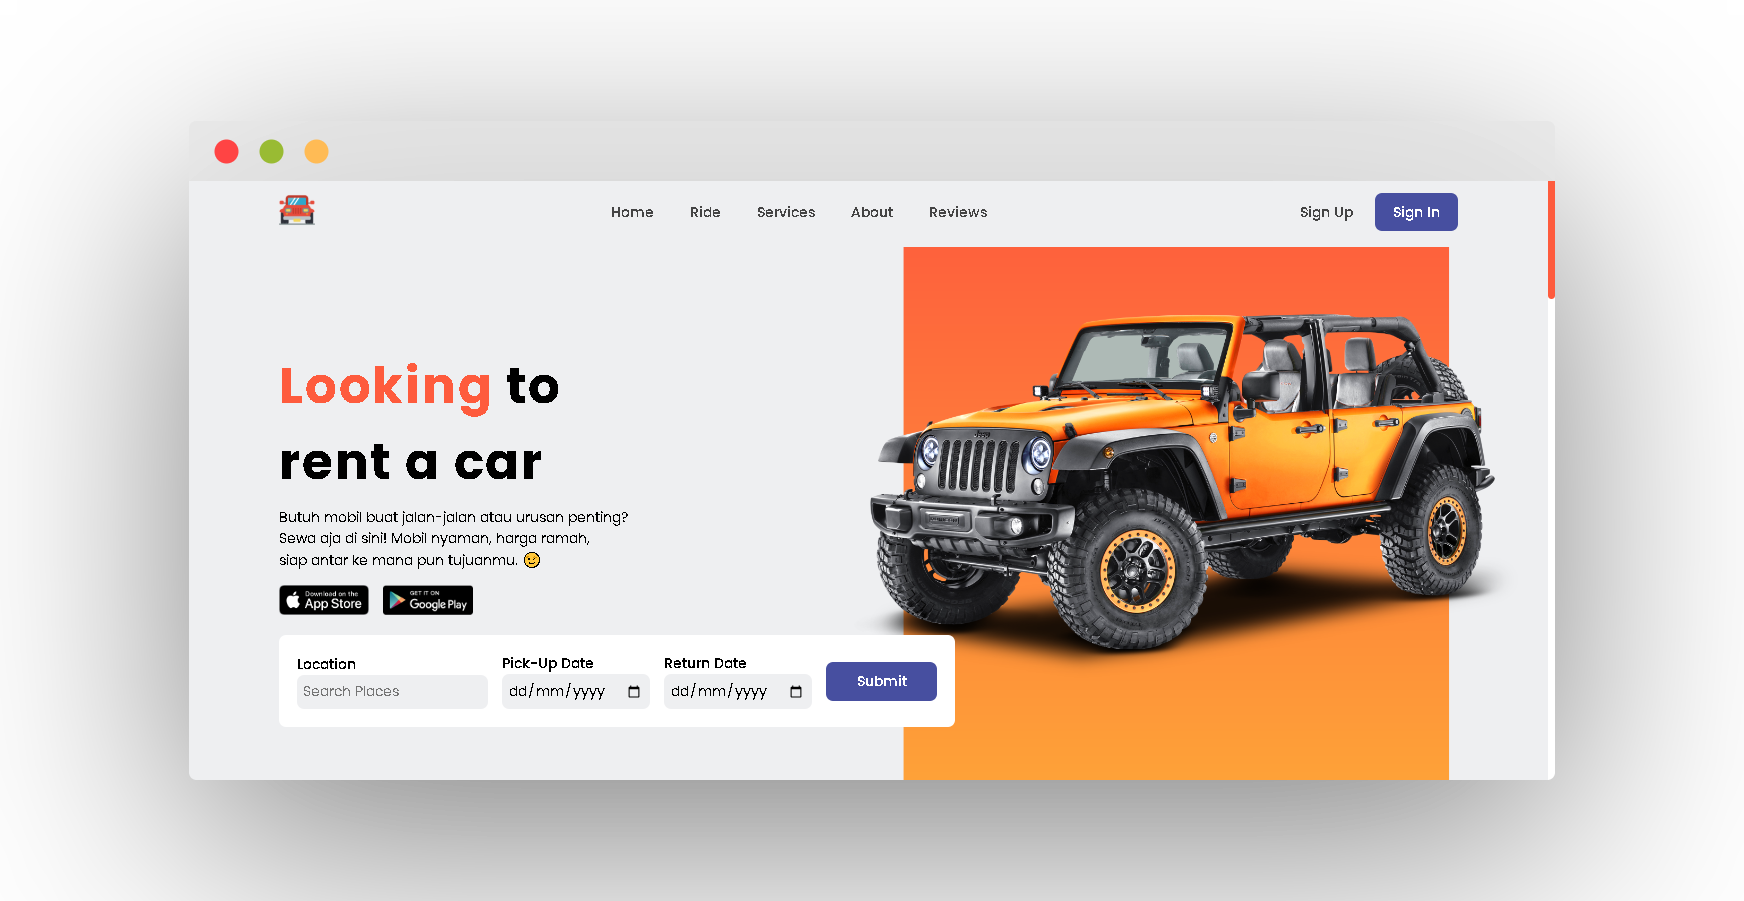 Home Ride Services About Reviews Sign Up Sign In
Looking to
rent a car
Butuh mobil buat jalan-jalan atau urusan penting?
Sewa aja di sini! Mobil nyaman, harga ramah,
siap antar ke mana pun tujuanmu. 😉
Download on the
App Store
GET IT ON
Google Play
Location
Search Places
Pick-Up Date
dd/mm/yyyy
Return Date
dd/mm/yyyy
Submit
Jeep